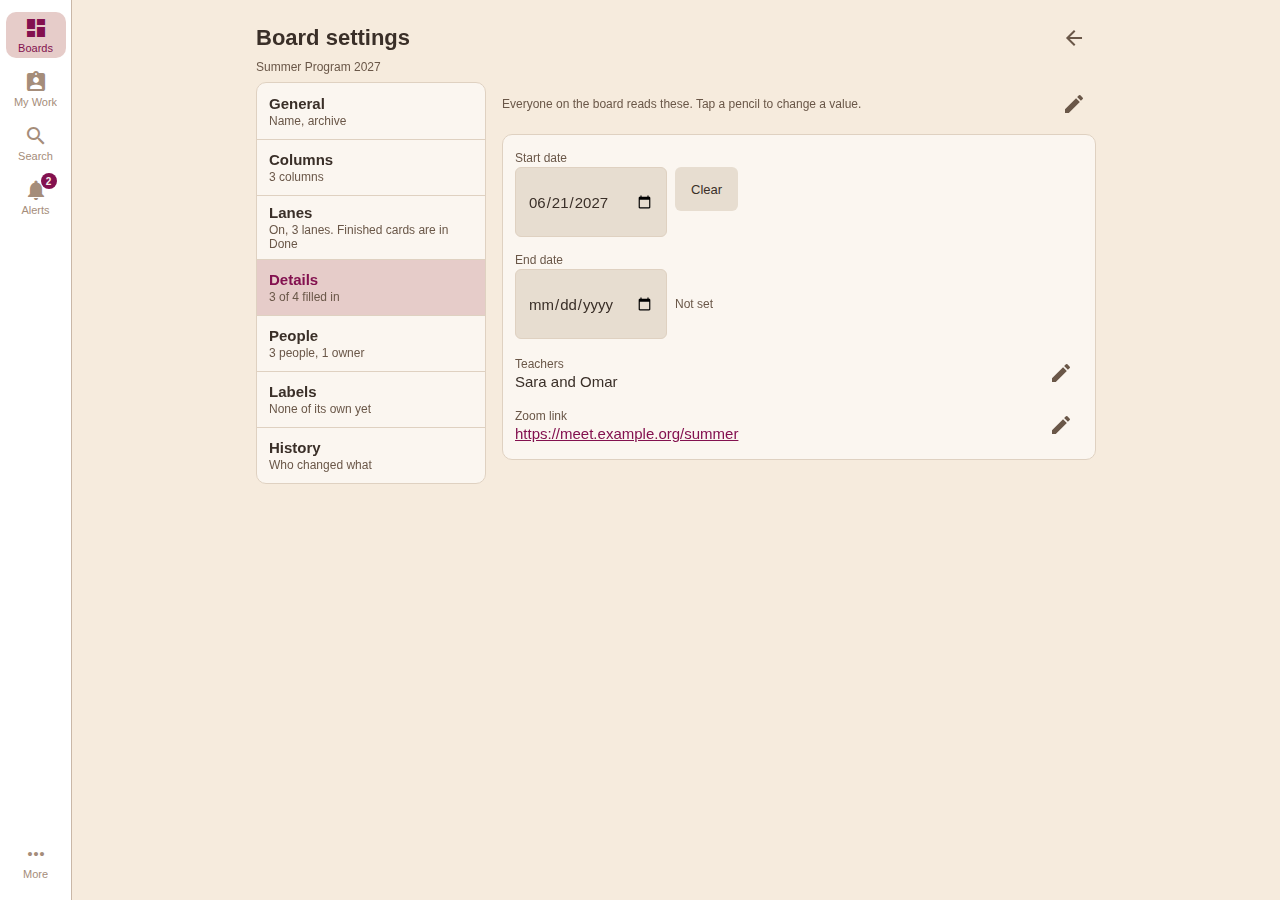 Boards
My Work
Search
2
Alerts
More
Board settings
Summer Program 2027
General
Name, archive
Columns
3 columns
Lanes
On, 3 lanes. Finished cards are in
Done
Details
3 of 4 filled in
People
3 people, 1 owner
Labels
None of its own yet
History
Who changed what
Everyone on the board reads these. Tap a pencil to change a value.
Start date
06/21/2027
Clear
End date
mm/dd/yyyy
Not set
Teachers
Sara and Omar
Zoom link
https://meet.example.org/summer